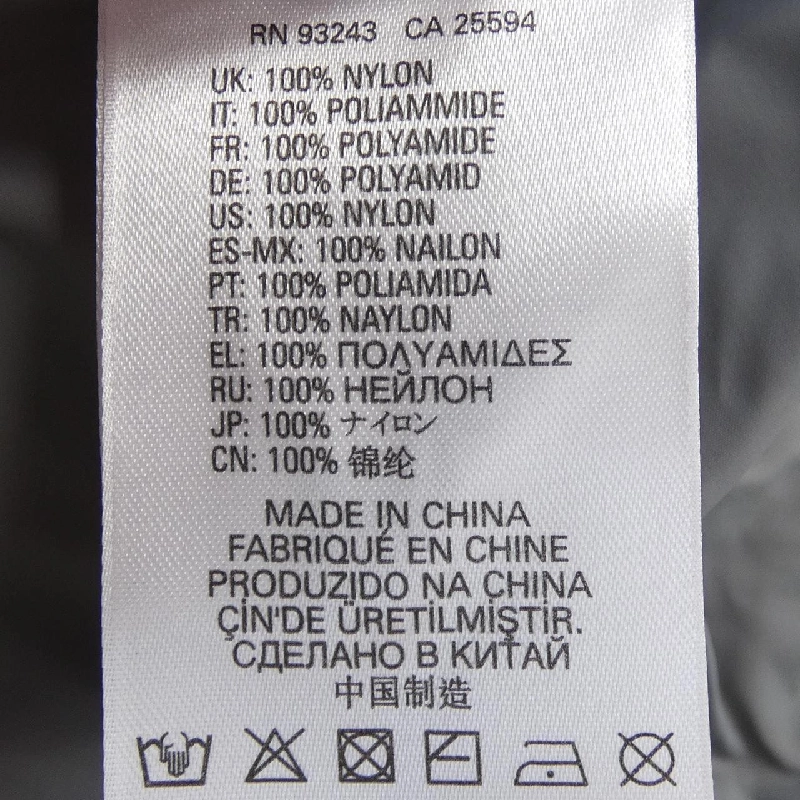 RN 93243 CA 25594
UK: 100% NYLON
IT: 100% POLIAMMIDE
FR: 100% POLYAMIDE
DE: 100% POLYAMID
US: 100% NYLON
ES-MX: 100% NAILON
PT: 100% POLIAMIDA
TR: 100% NAYLON
EL: 100% ΠΟΛΥΑΜΙΔΕΣ
RU: 100% НЕЙЛОН
JP: 100% ナイロン
CN: 100% 锦纶
MADE IN CHINA
FABRIQUÉ EN CHINE
PRODUZIDO NA CHINA
ÇİN'DE ÜRETİLMİŞTİR.
СДЕЛАНО В КИТАЙ
中国制造